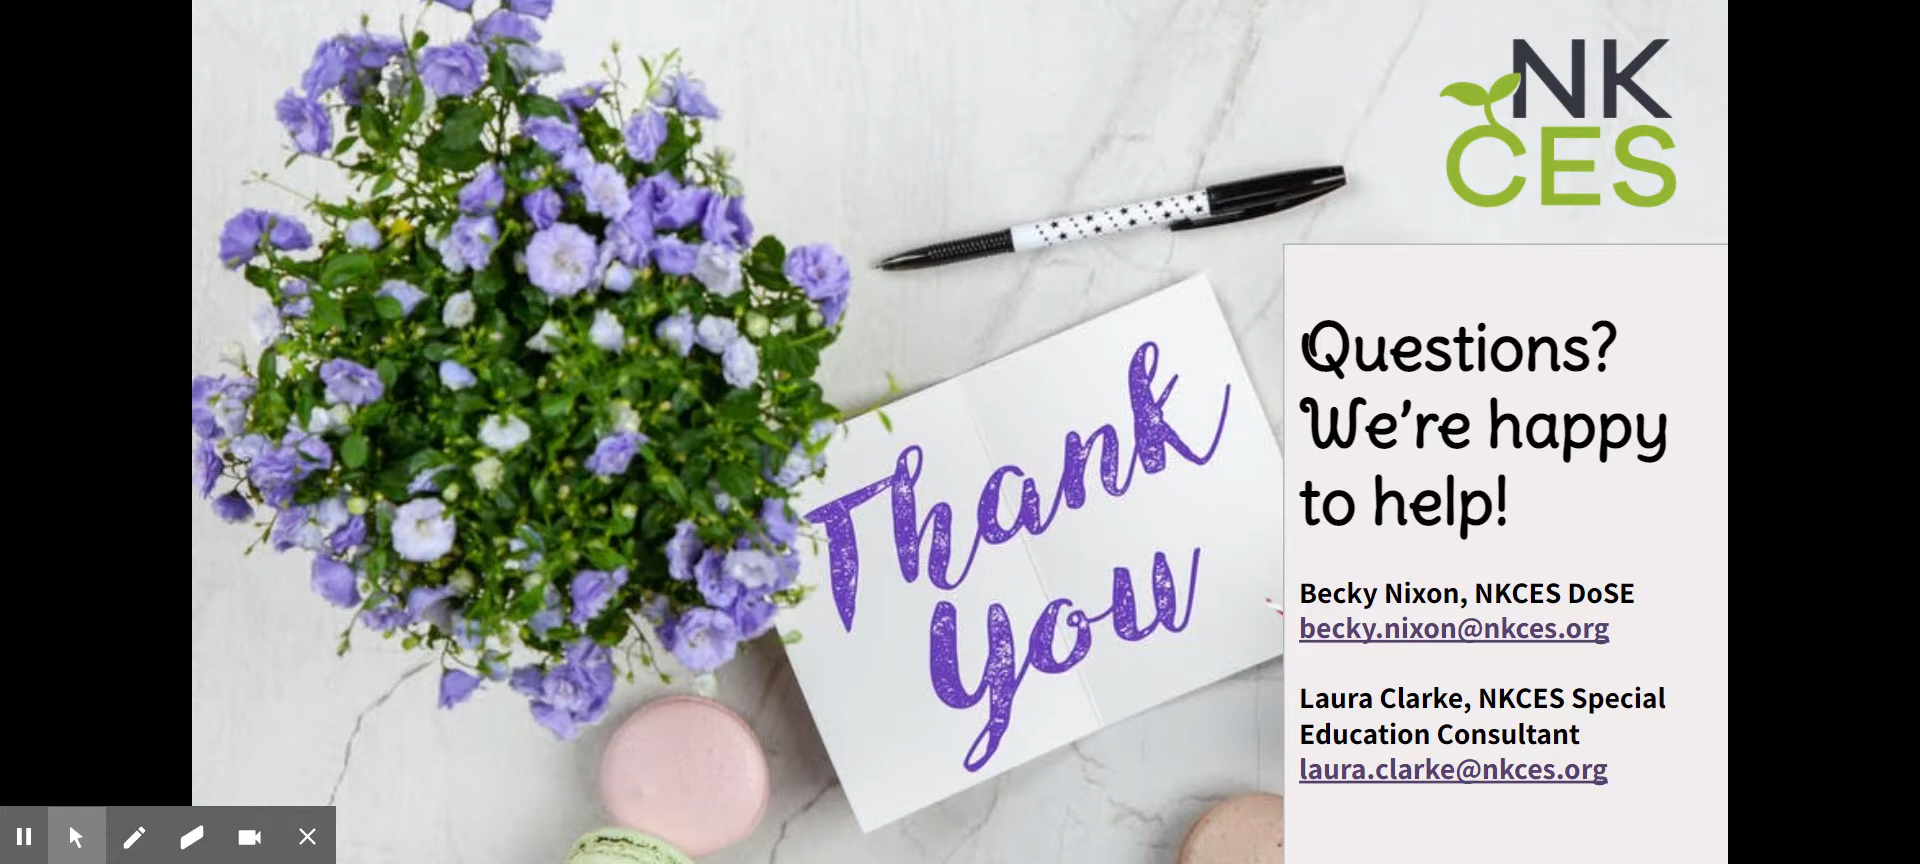 NK
CES
Thank
you
Questions?
We're happy
to help!
Becky Nixon, NKCES DoSE
becky.nixon@nkces.org
Laura Clarke, NKCES Special
Education Consultant
laura.clarke@nkces.org